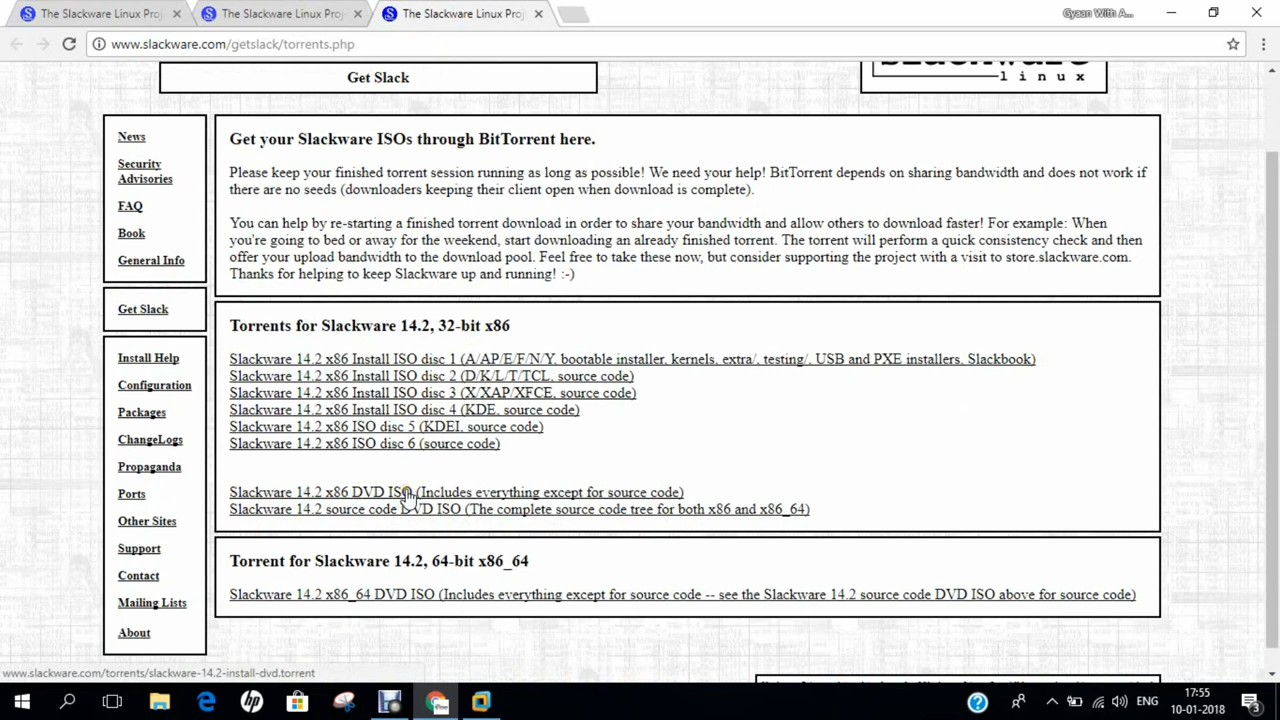 The Slackware Linux Proj
The Slackware Linux Proj
The Slackware Linux Proj
Gyaan With A...
www.slackware.com/getslack/torrents.php
Get Slack
slackware
linux
News
Security
Advisories
FAQ
Book
General Info
Get Slack
Install Help
Configuration
Packages
ChangeLogs
Propaganda
Ports
Other Sites
Support
Contact
Mailing Lists
About
Get your Slackware ISOs through BitTorrent here.
Please keep your finished torrent session running as long as possible! We need your help! BitTorrent depends on sharing bandwidth and does not work if
there are no seeds (downloaders keeping their client open when download is complete).
You can help by re-starting a finished torrent download in order to share your bandwidth and allow others to download faster! For example: When
you're going to bed or away for the weekend, start downloading an already finished torrent. The torrent will perform a quick consistency check and then
offer your upload bandwidth to the download pool. Feel free to take these now, but consider supporting the project with a visit to store.slackware.com.
Thanks for helping to keep Slackware up and running! :-)
Torrents for Slackware 14.2, 32-bit x86
Slackware 14.2 x86 Install ISO disc 1 (A/AP/E/F/N/Y, bootable installer, kernels, extra/, testing/, USB and PXE installers, Slackbook)
Slackware 14.2 x86 Install ISO disc 2 (D/K/L/T/TCL, source code)
Slackware 14.2 x86 Install ISO disc 3 (X/XAP/XFCE, source code)
Slackware 14.2 x86 Install ISO disc 4 (KDE, source code)
Slackware 14.2 x86 ISO disc 5 (KDEI, source code)
Slackware 14.2 x86 ISO disc 6 (source code)
Slackware 14.2 x86 DVD ISO (Includes everything except for source code)
Slackware 14.2 source code DVD ISO (The complete source code tree for both x86 and x86_64)
Torrent for Slackware 14.2, 64-bit x86_64
Slackware 14.2 x86_64 DVD ISO (Includes everything except for source code -- see the Slackware 14.2 source code DVD ISO above for source code)
www.slackware.com/torrents/slackware-14.2-install-dvd.torrent
ENG
17:55
10-01-2018
3